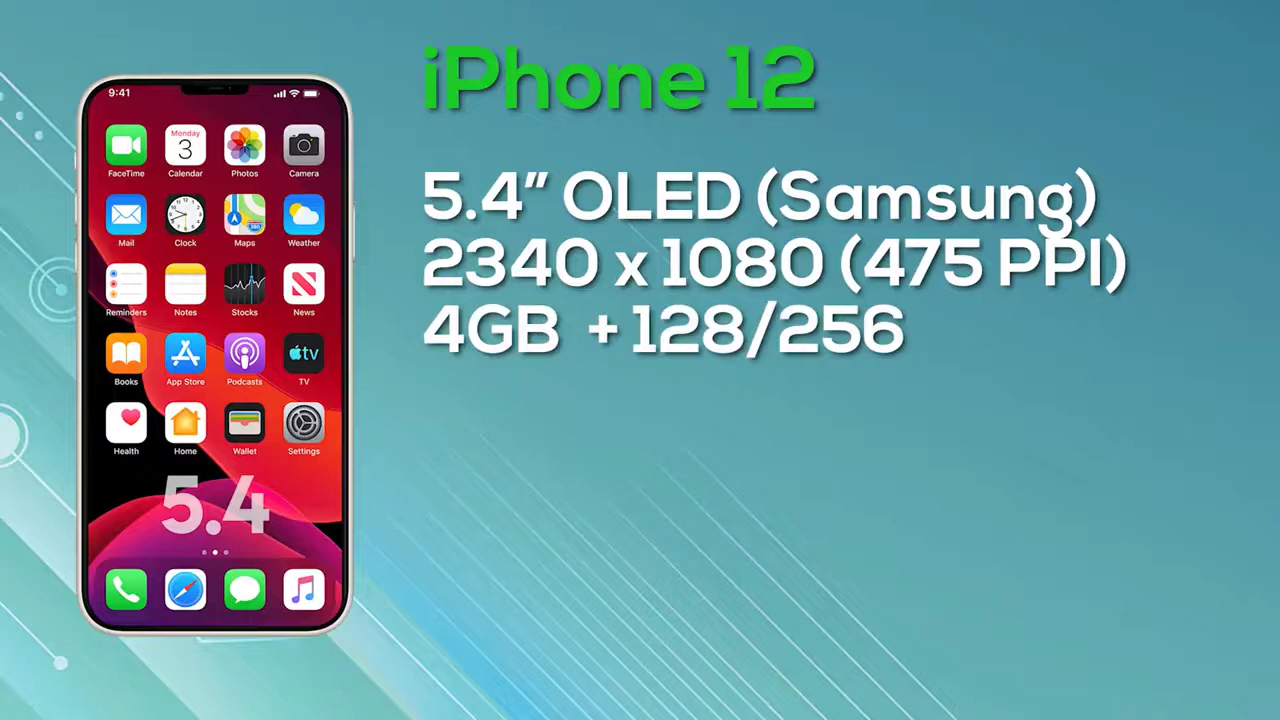 iPhone 12
5.4” OLED (Samsung)
2340 x 1080 (475 PPI)
4GB + 128/256
9:41
Monday
3
FaceTime Calendar Photos Camera
280
Mail Clock Maps Weather
Reminders Notes Stocks News
tv
Books App Store Podcasts TV
Health Home Wallet Settings
5.4